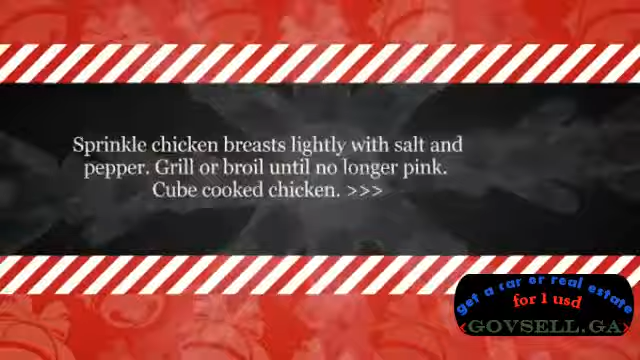 Sprinkle chicken breasts lightly with salt and
pepper. Grill or broil until no longer pink.
Cube cooked chicken. >>>
get a car or real estate
for 1 usd
GOVSELL.GA